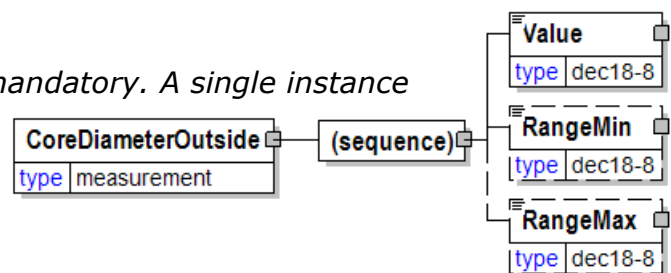 Value
type dec18-8
mandatory. A single instance
RangeMin
CoreDiameterOutside
(sequence)
type dec18-8
type measurement
RangeMax
type dec18-8